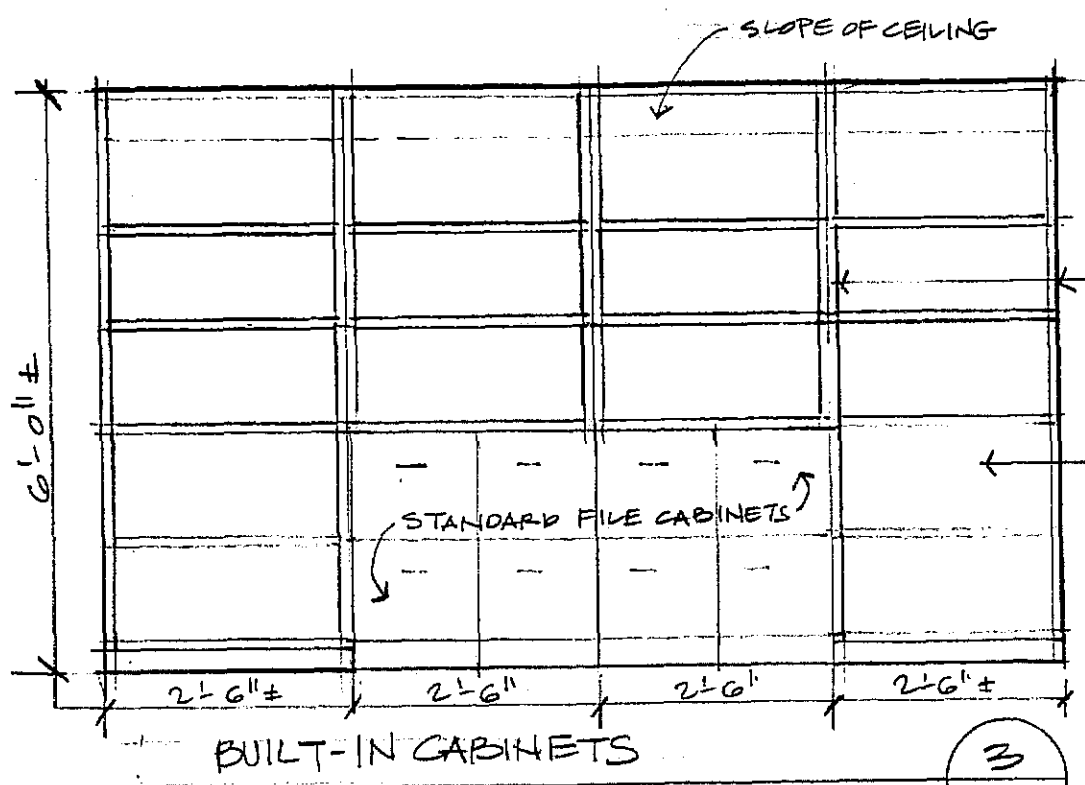 SLOPE OF CEILING
6'-0" ±
STANDARD FILE CABINETS
2'-6" ±
2'-6"
2'-6"
2'-6" ±
BUILT-IN CABINETS
3